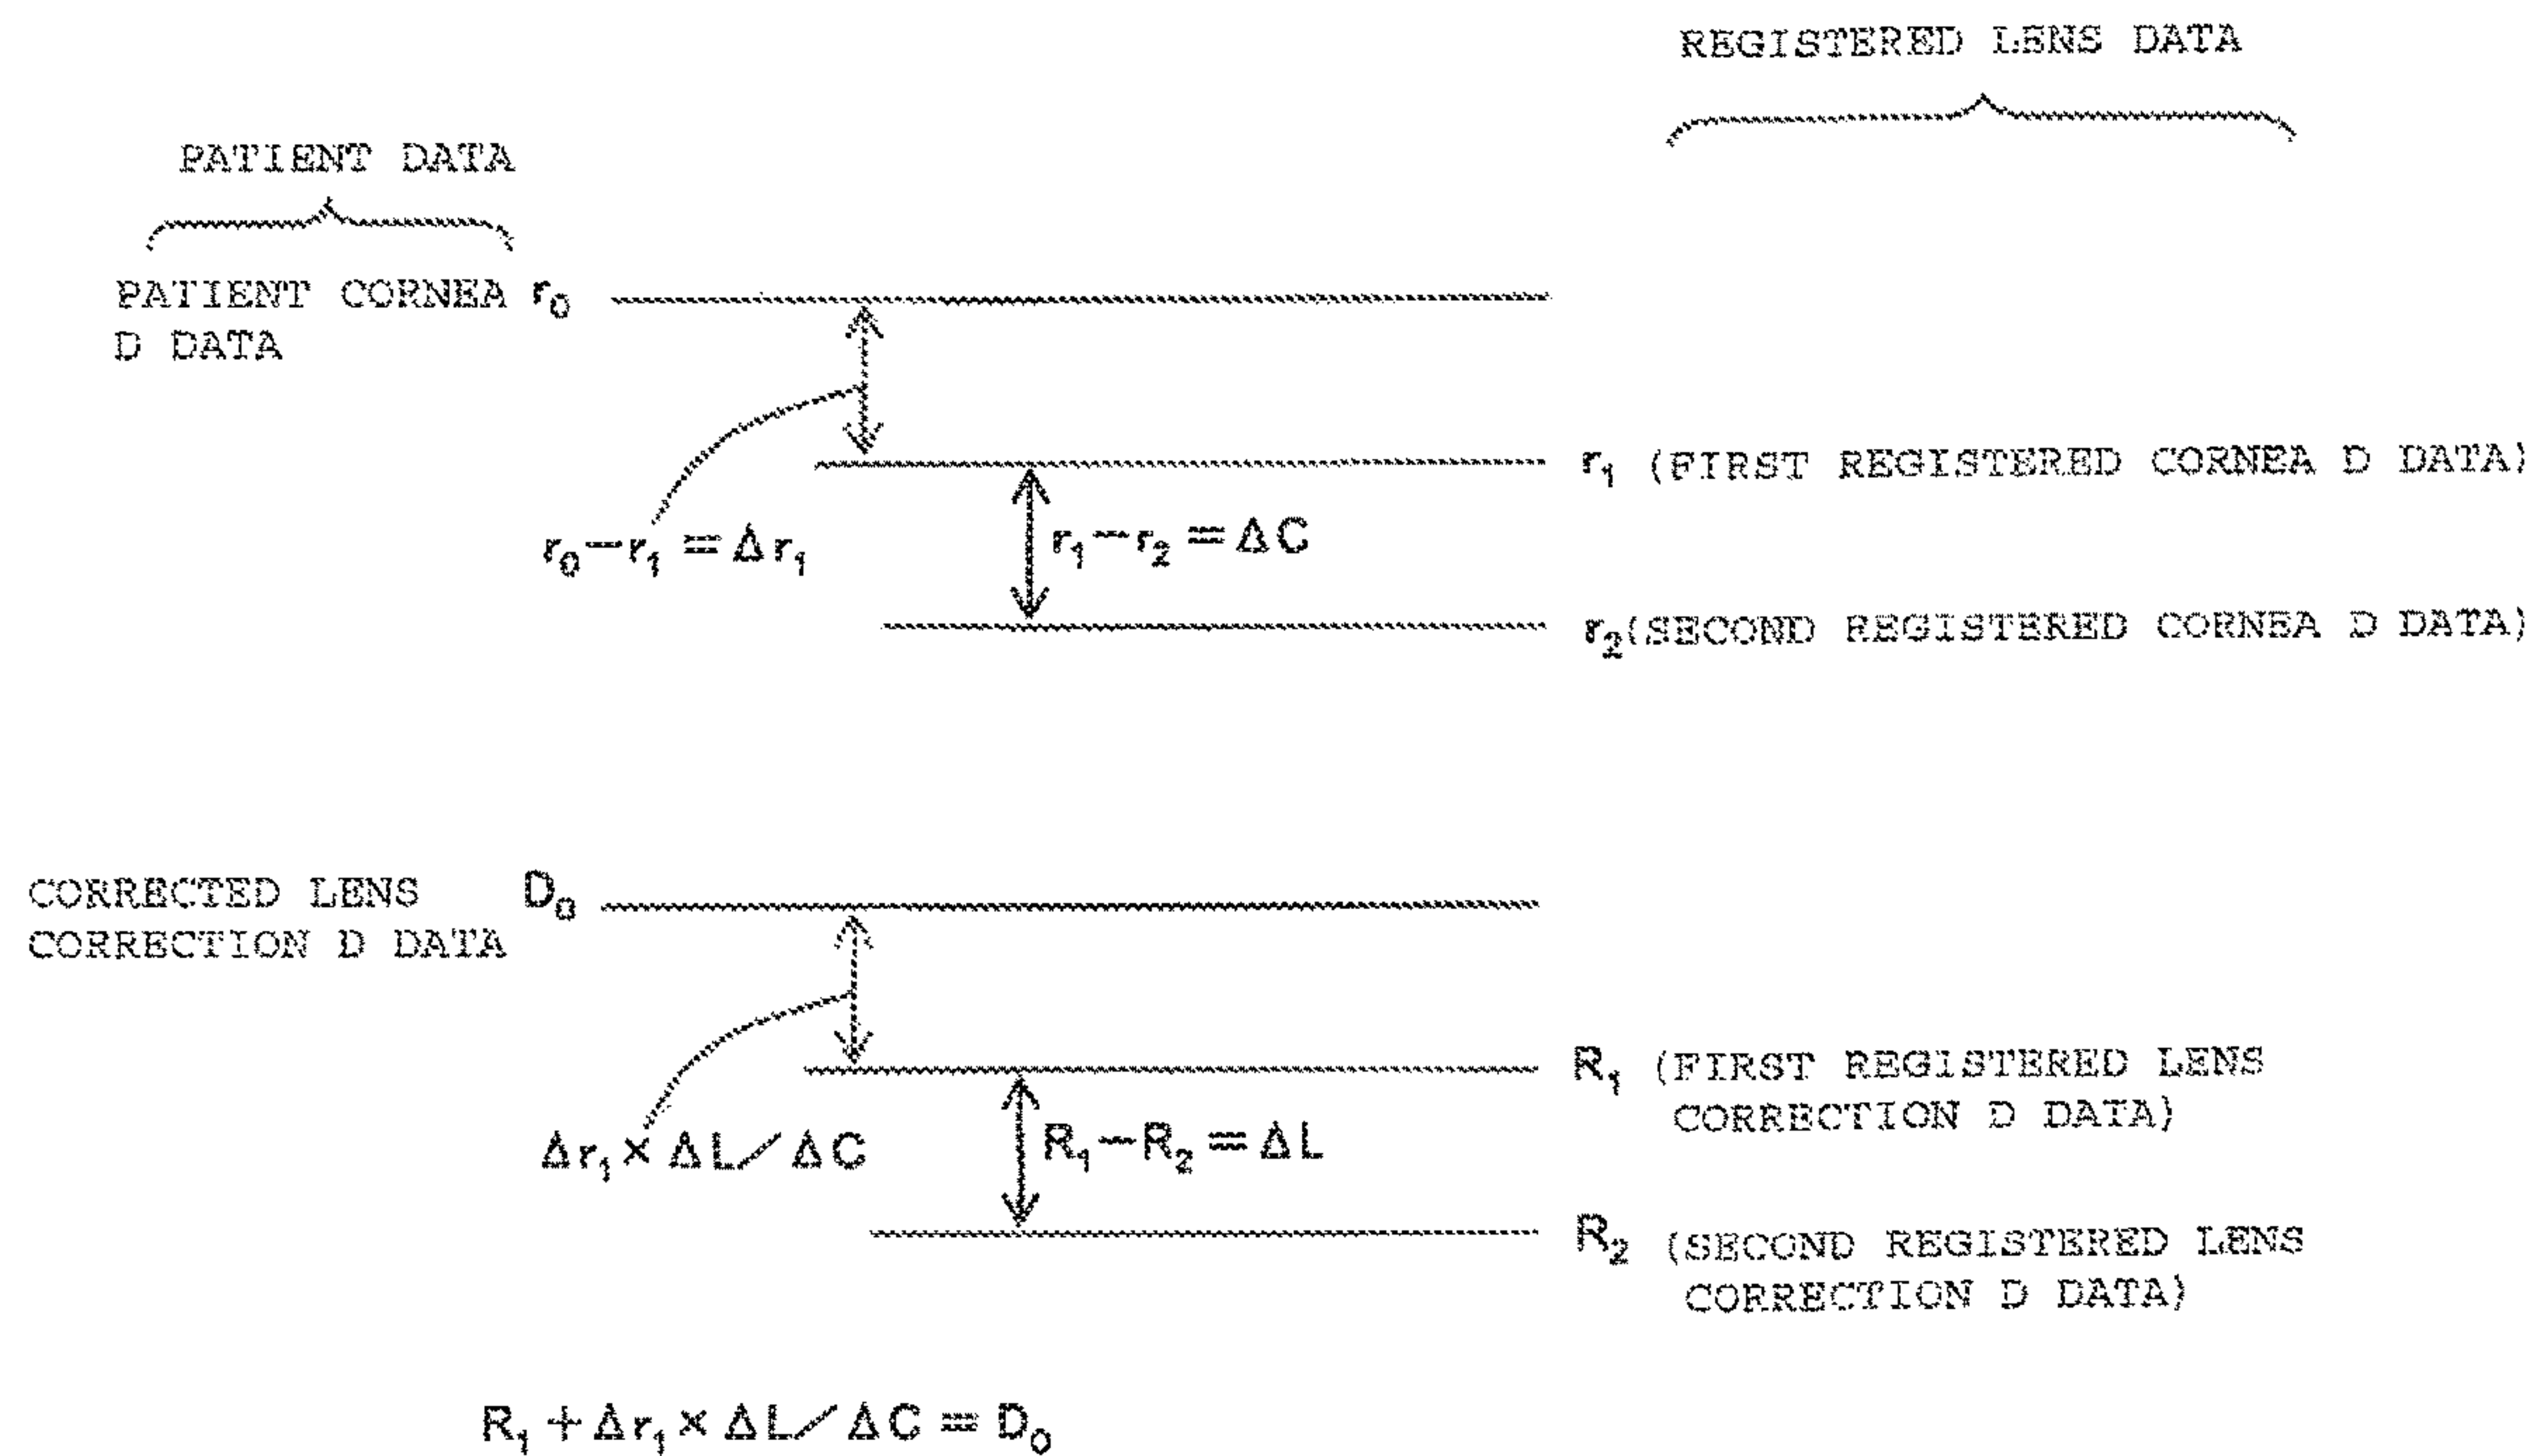 REGISTERED LENS DATA
PATIENT DATA
PATIENT CORNEA r₀
D DATA
r₁ (FIRST REGISTERED CORNEA D DATA)
r₀−r₁=Δr₁
r₁−r₂=ΔC
r₂(SECOND REGISTERED CORNEA D DATA)
CORRECTED LENS D₀
CORRECTION D DATA
R₁ (FIRST REGISTERED LENS
CORRECTION D DATA)
Δr₁×ΔL/ΔC
R₁−R₂=ΔL
R₂ (SECOND REGISTERED LENS
CORRECTION D DATA)
R₁+Δr₁×ΔL/ΔC=D₀